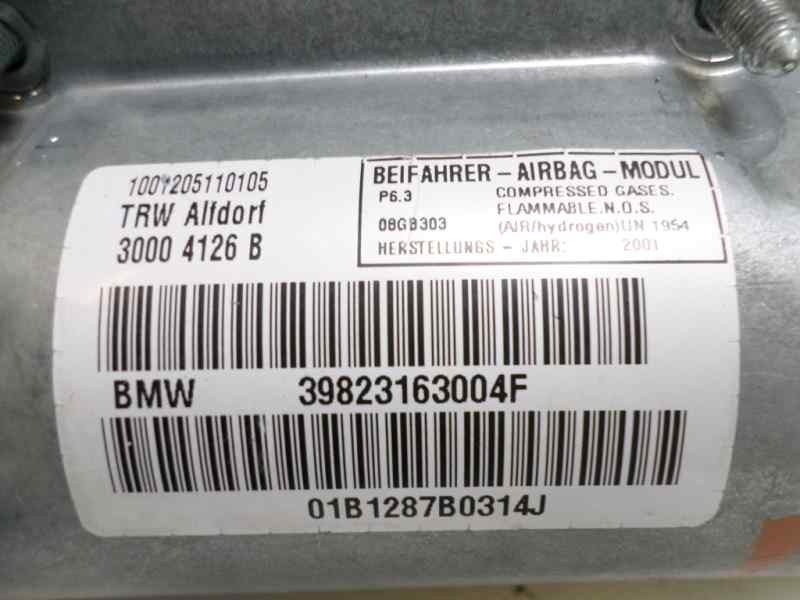 1001205110105
TRW Alfdorf
3000 4126 B
BEIFAHRER-AIRBAG-MODUL
P6.3 COMPRESSED GASES.
FLAMMABLE.N.O.S.
08GB303 (AIR/hydrogen)UN 1954
HERSTELLUNGS - JAHR: 2001
BMW 39823163004F
01B1287B0314J